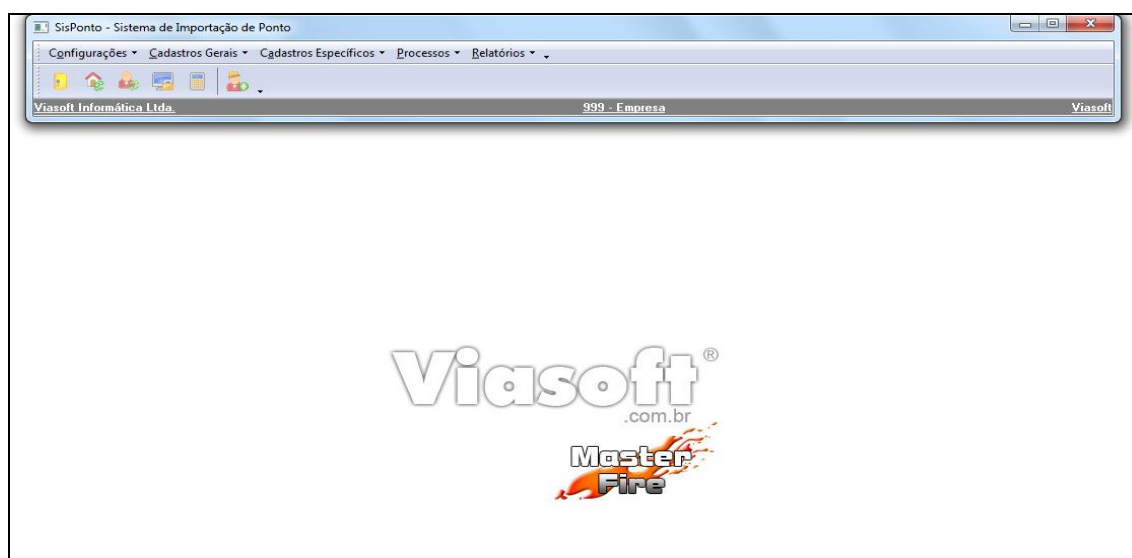 SisPonto - Sistema de Importação de Ponto
Configurações Cadastros Gerais Cadastros Específicos Processos Relatórios
Viasoft Informática Ltda. 999 - Empresa Viasoft
Viasoft®
.com.br
Master
Fire